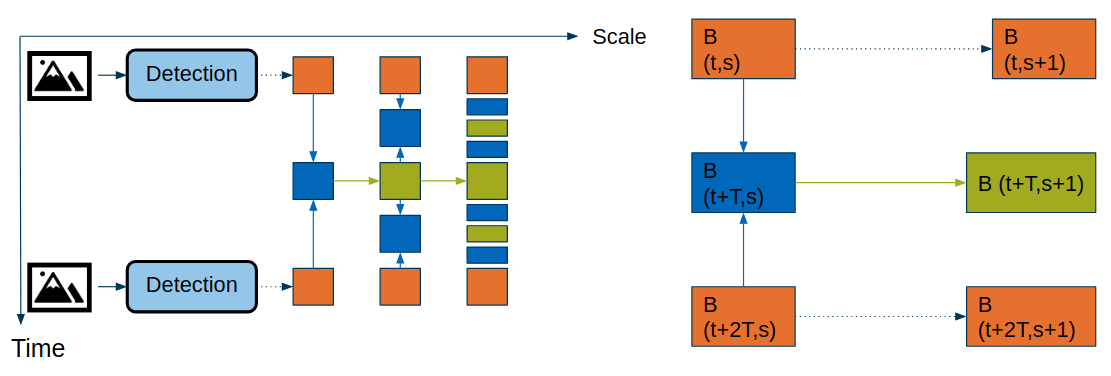 Scale
Detection
Detection
Time
B
(t,s)
B
(t,s+1)
B
(t+T,s)
B (t+T,s+1)
B
(t+2T,s)
B
(t+2T,s+1)